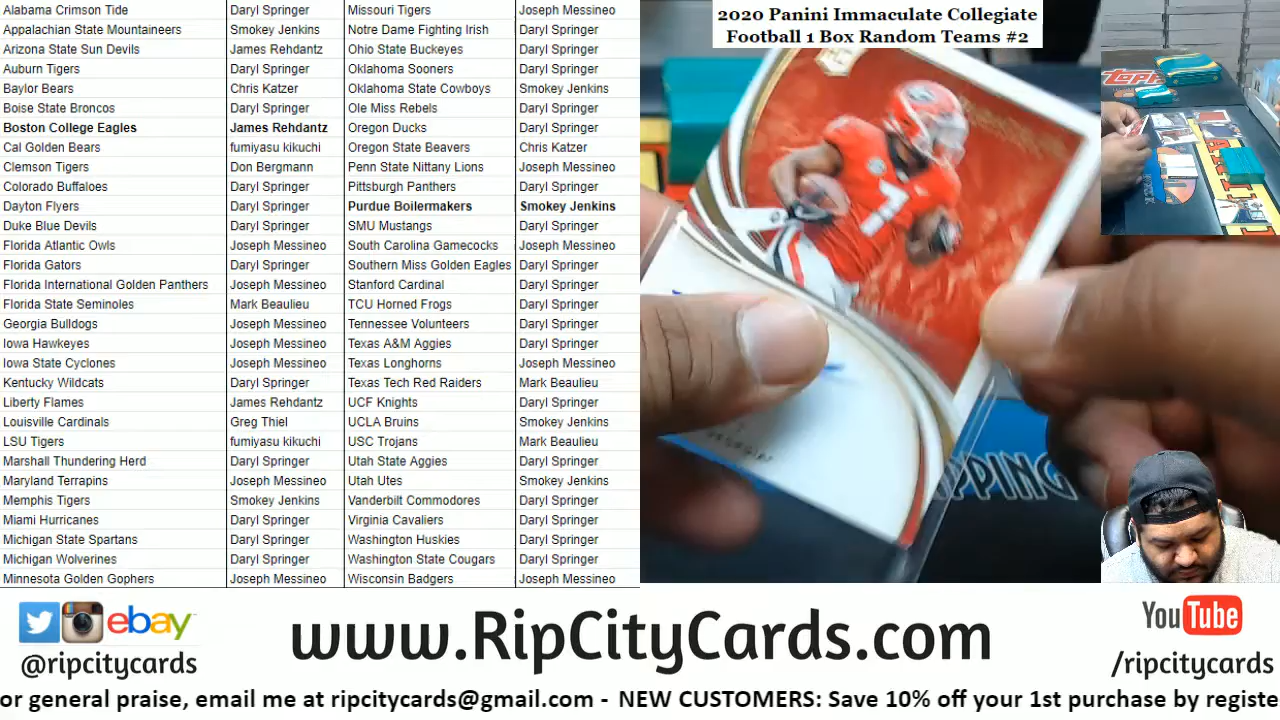 2020 Panini Immaculate Collegiate
Football 1 Box Random Teams #2
Alabama Crimson Tide Daryl Springer Missouri Tigers Joseph Messineo
Appalachian State Mountaineers Smokey Jenkins Notre Dame Fighting Irish Daryl Springer
Arizona State Sun Devils James Rehdantz Ohio State Buckeyes Daryl Springer
Auburn Tigers Daryl Springer Oklahoma Sooners Daryl Springer
Baylor Bears Chris Katzer Oklahoma State Cowboys Smokey Jenkins
Boise State Broncos Daryl Springer Ole Miss Rebels Daryl Springer
Boston College Eagles James Rehdantz Oregon Ducks Daryl Springer
Cal Golden Bears fumiyasu kikuchi Oregon State Beavers Chris Katzer
Clemson Tigers Don Bergmann Penn State Nittany Lions Joseph Messineo
Colorado Buffaloes Daryl Springer Pittsburgh Panthers Daryl Springer
Dayton Flyers Daryl Springer Purdue Boilermakers Smokey Jenkins
Duke Blue Devils Daryl Springer SMU Mustangs Daryl Springer
Florida Atlantic Owls Joseph Messineo South Carolina Gamecocks Joseph Messineo
Florida Gators Daryl Springer Southern Miss Golden Eagles Daryl Springer
Florida International Golden Panthers Joseph Messineo Stanford Cardinal Daryl Springer
Florida State Seminoles Mark Beaulieu TCU Horned Frogs Daryl Springer
Georgia Bulldogs Joseph Messineo Tennessee Volunteers Daryl Springer
Iowa Hawkeyes Joseph Messineo Texas A&M Aggies Daryl Springer
Iowa State Cyclones Joseph Messineo Texas Longhorns Joseph Messineo
Kentucky Wildcats Daryl Springer Texas Tech Red Raiders Mark Beaulieu
Liberty Flames James Rehdantz UCF Knights Daryl Springer
Louisville Cardinals Greg Thiel UCLA Bruins Smokey Jenkins
LSU Tigers fumiyasu kikuchi USC Trojans Mark Beaulieu
Marshall Thundering Herd Daryl Springer Utah State Aggies Daryl Springer
Maryland Terrapins Joseph Messineo Utah Utes Smokey Jenkins
Memphis Tigers Smokey Jenkins Vanderbilt Commodores Daryl Springer
Miami Hurricanes Daryl Springer Virginia Cavaliers Daryl Springer
Michigan State Spartans Daryl Springer Washington Huskies Daryl Springer
Michigan Wolverines Daryl Springer Washington State Cougars Daryl Springer
Minnesota Golden Gophers Joseph Messineo Wisconsin Badgers Joseph Messineo
7
TOPPS
ebay
@ripcitycards
www.RipCityCards.com
YouTube
/ripcitycards
or general praise, email me at ripcitycards@gmail.com - NEW CUSTOMERS: Save 10% off your 1st purchase by registe